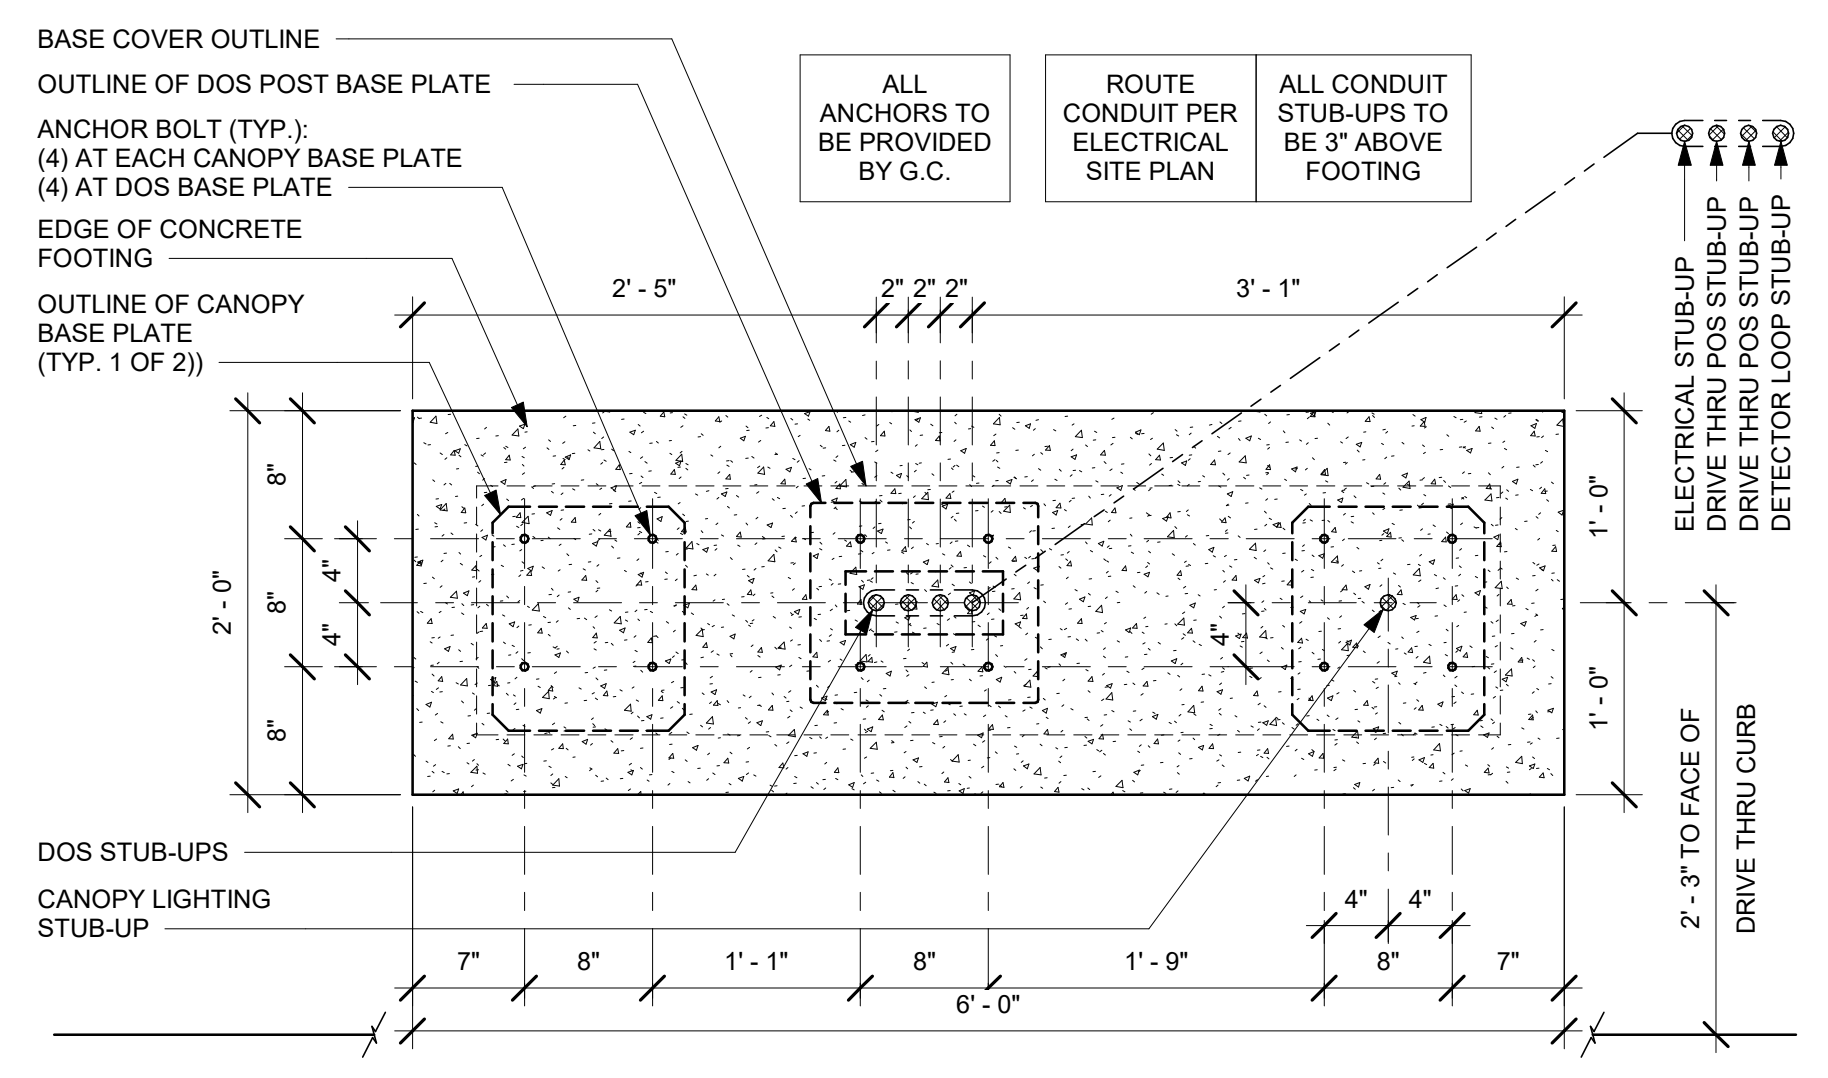 BASE COVER OUTLINE
OUTLINE OF DOS POST BASE PLATE
ANCHOR BOLT (TYP.):
(4) AT EACH CANOPY BASE PLATE
(4) AT DOS BASE PLATE
EDGE OF CONCRETE
FOOTING
OUTLINE OF CANOPY
BASE PLATE
(TYP. 1 OF 2))
ALL
ANCHORS TO
BE PROVIDED
BY G.C.
ROUTE
CONDUIT PER
ELECTRICAL
SITE PLAN
ALL CONDUIT
STUB-UPS TO
BE 3" ABOVE
FOOTING
ELECTRICAL STUB-UP
DRIVE THRU POS STUB-UP
DRIVE THRU POS STUB-UP
DETECTOR LOOP STUB-UP
2' - 5"
2"
2"
2"
3' - 1"
2' - 0"
8"
8"
8"
4"
4"
4"
1' - 0"
1' - 0"
2' - 3" TO FACE OF
DRIVE THRU CURB
DOS STUB-UPS
CANOPY LIGHTING
STUB-UP
4"
4"
7"
8"
1' - 1"
8"
1' - 9"
8"
7"
6' - 0"